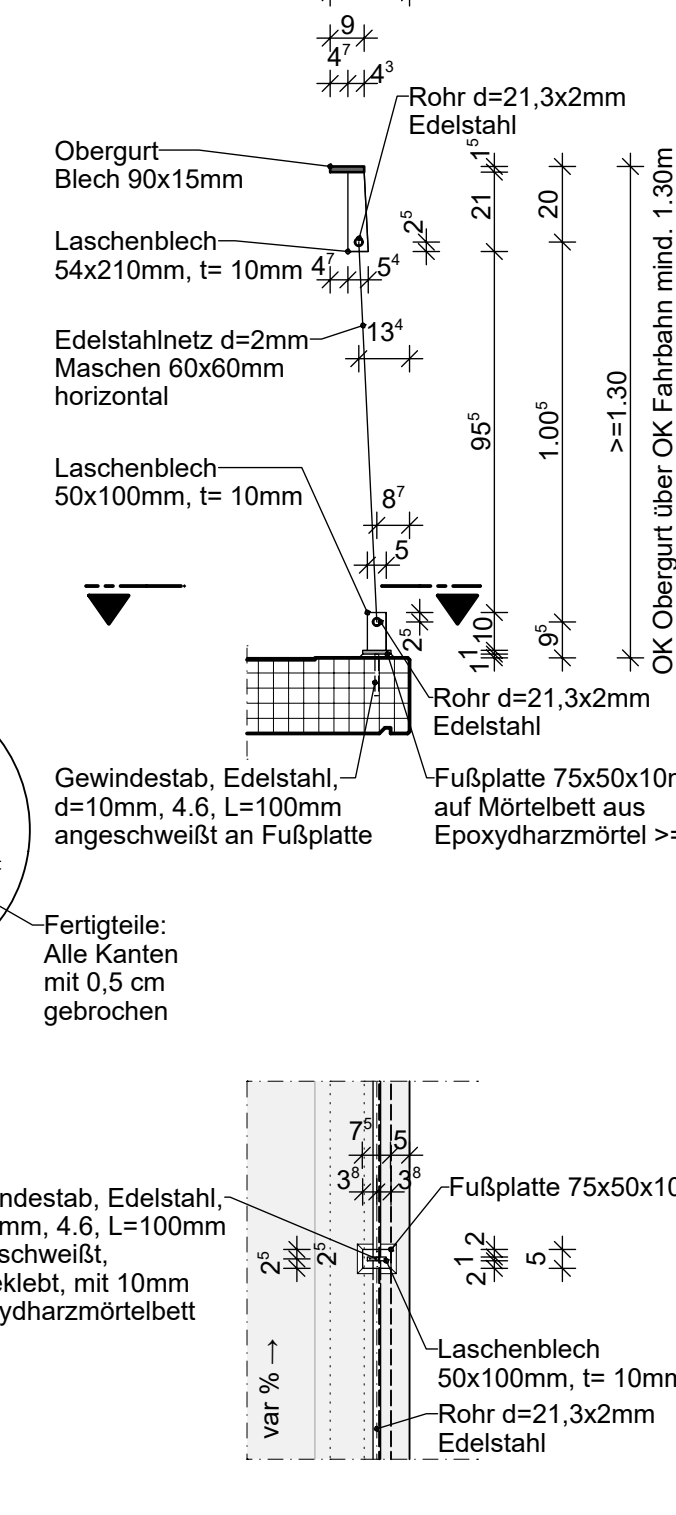 9
4⁷
4³
Rohr d=21,3x2mm
Edelstahl
Obergurt
Blech 90x15mm
1⁵
21
20
2⁵
Laschenblech
54x210mm, t= 10mm
4⁷
5⁴
Edelstahlnetz d=2mm
Maschen 60x60mm
horizontal
13⁴
95⁵
1.00⁵
>=1.30
OK Obergurt über OK Fahrbahn mind. 1.30m
Laschenblech
50x100mm, t= 10mm
8⁷
5
2⁵
10
1
1
9⁵
Rohr d=21,3x2mm
Edelstahl
Gewindestab, Edelstahl,
d=10mm, 4.6, L=100mm
angeschweißt an Fußplatte
Fußplatte 75x50x10
auf Mörtelbett aus
Epoxydharzmörtel >=
Fertigteile:
Alle Kanten
mit 0,5 cm
gebrochen
7⁵
5
3⁸
3⁸
ndestab, Edelstahl,
mm, 4.6, L=100mm
schweißt,
eklebt, mit 10mm
ydharzmörtelbett
2⁵
2⁵
Fußplatte 75x50x10
2 1 2
5
Laschenblech
50x100mm, t= 10mm
Rohr d=21,3x2mm
Edelstahl
var % →